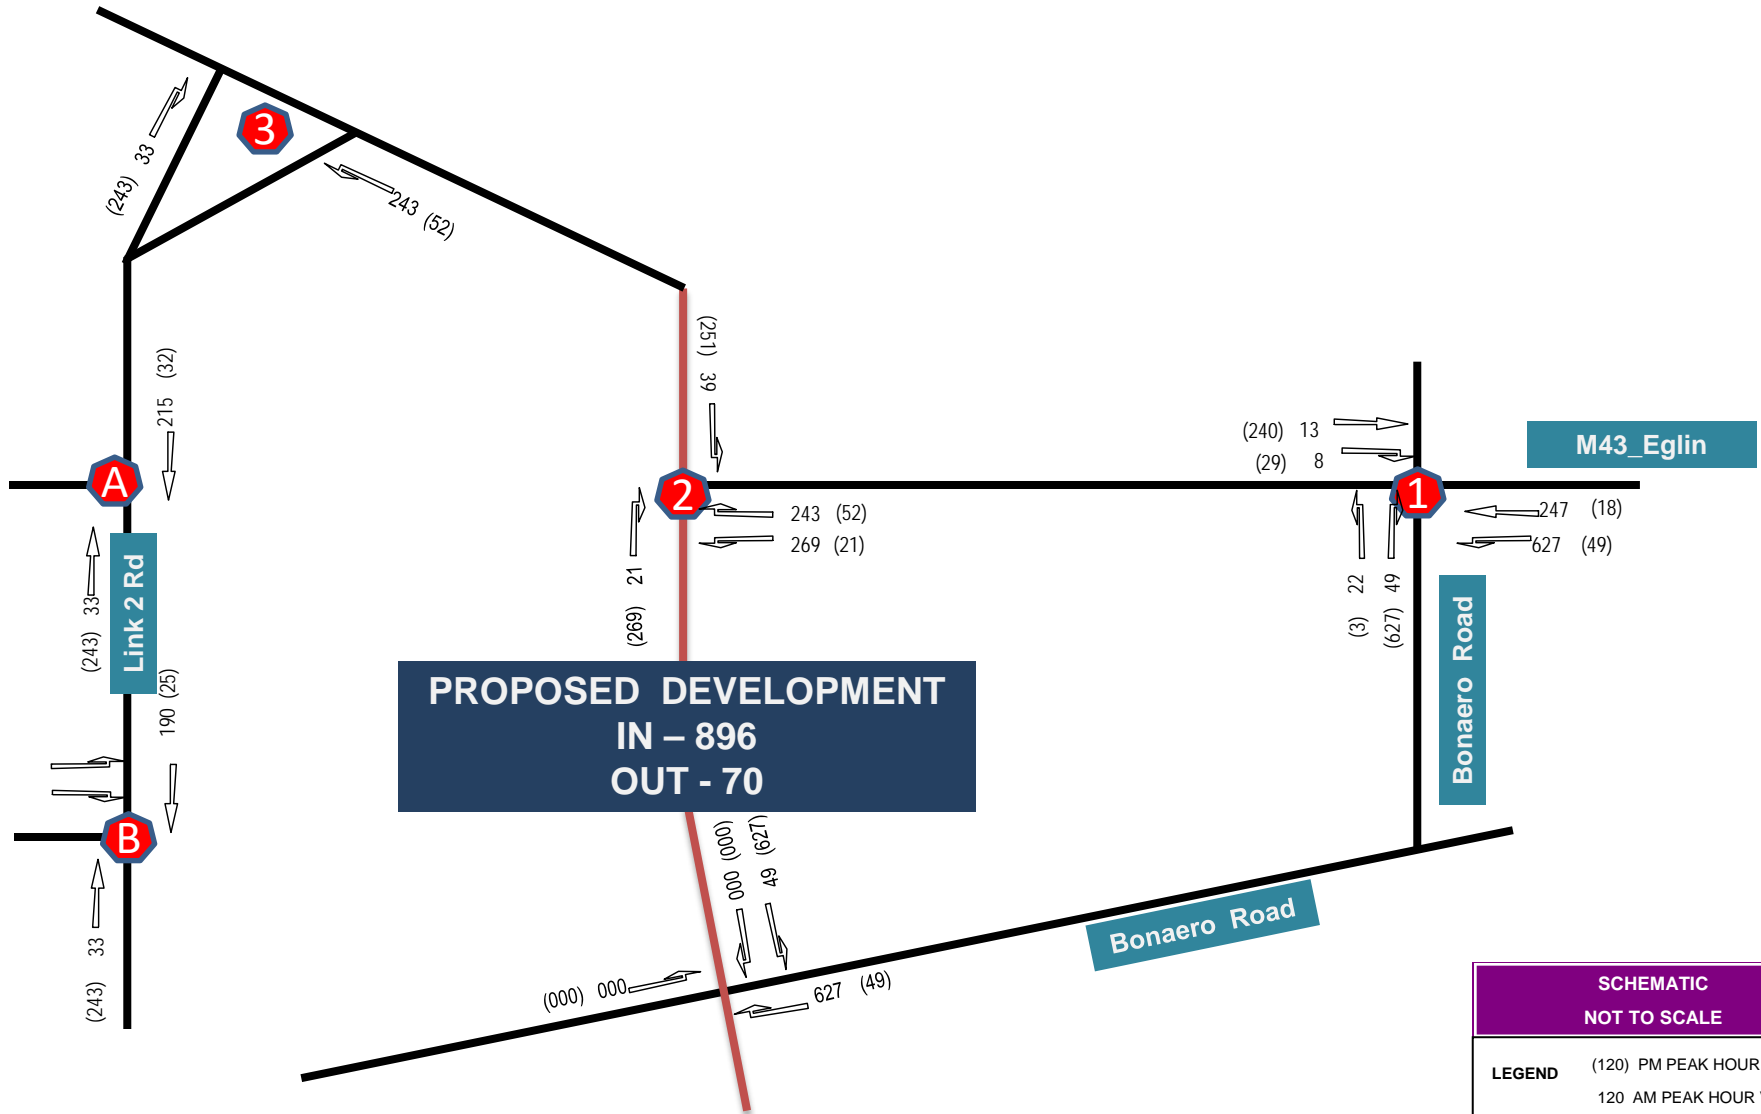 3
(243) 33
243 (52)
(251) 39
215 (32)
A
(243) 33
Link 2 Rd
190 (25)
B
(243) 33
2
243 (52)
269 (21)
(269) 21
(240) 13
(29) 8
M43_Eglin
1
247 (18)
627 (49)
(3) 22
(627) 49
Bonaero Road
PROPOSED DEVELOPMENT
IN – 896
OUT - 70
(000) 000
49 (627)
(000) 000
627 (49)
Bonaero Road
SCHEMATIC
NOT TO SCALE
LEGEND
(120) PM PEAK HOUR
120 AM PEAK HOUR